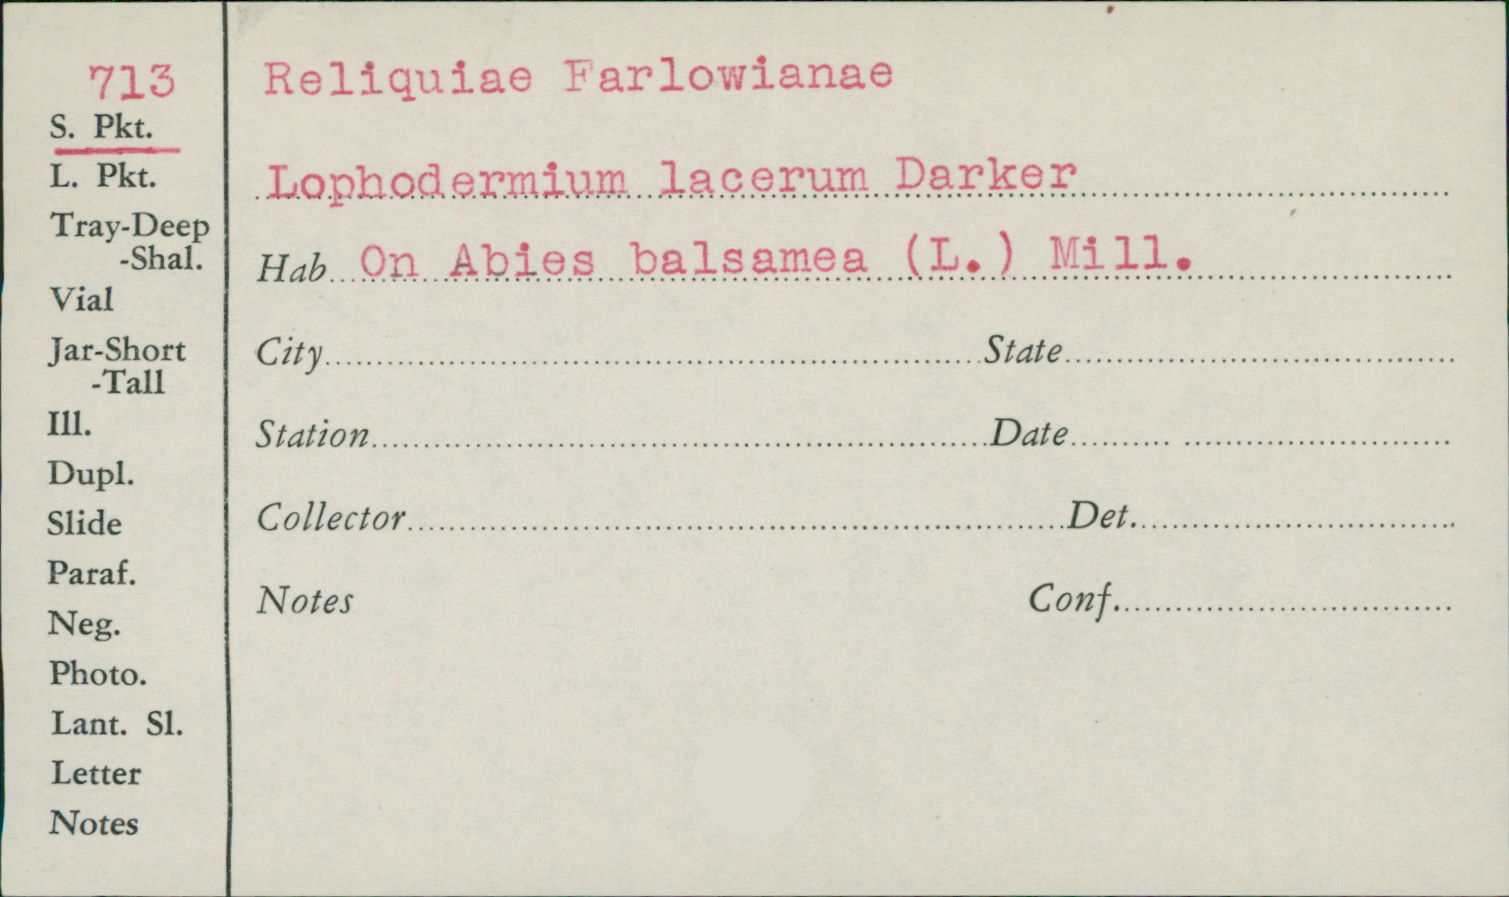 713
S. Pkt.
L. Pkt.
Tray-Deep
-Shal.
Vial
Jar-Short
-Tall
Ill.
Dupl.
Slide
Paraf.
Neg.
Photo.
Lant. Sl.
Letter
Notes
Reliquiae Farlowianae
Lophodermium lacerum Darker
Hab On Abies balsamea (L.) Mill.
City State
Station Date
Collector Det.
Notes Conf.